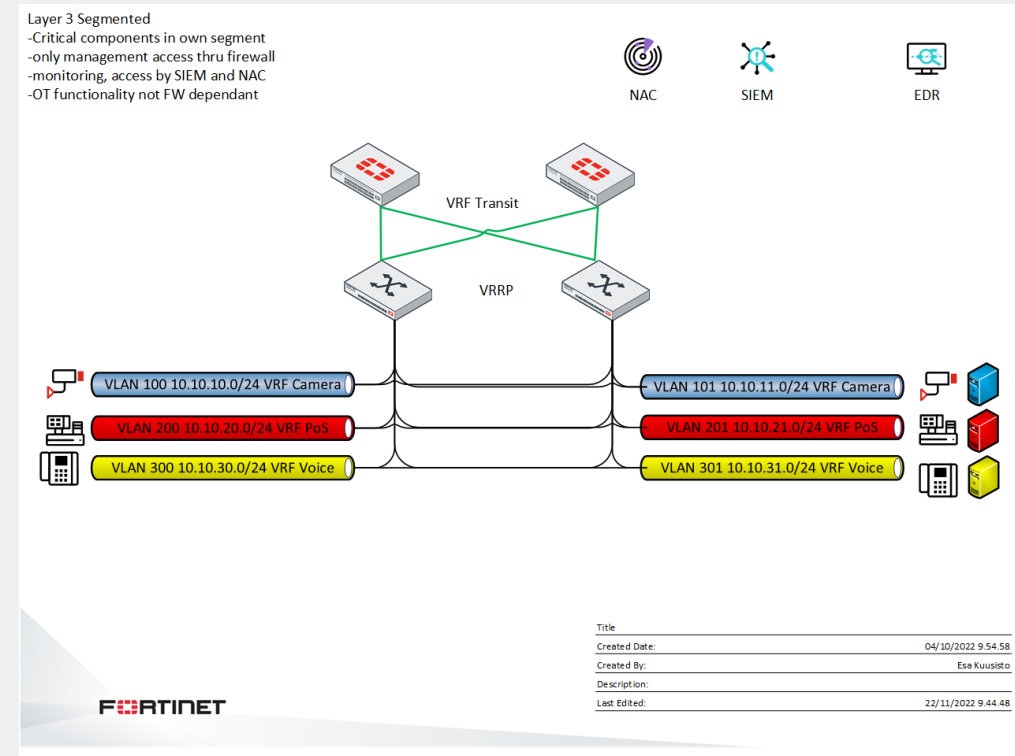 Layer 3 Segmented
-Critical components in own segment
-only management access thru firewall
-monitoring, access by SIEM and NAC
-OT functionality not FW dependant
NAC
SIEM
EDR
VRF Transit
VRRP
VLAN 100 10.10.10.0/24 VRF Camera
VLAN 101 10.10.11.0/24 VRF Camera
VLAN 200 10.10.20.0/24 VRF PoS
VLAN 201 10.10.21.0/24 VRF PoS
VLAN 300 10.10.30.0/24 VRF Voice
VLAN 301 10.10.31.0/24 VRF Voice
Title
Created Date: 04/10/2022 9.54.58
Created By: Esa Kuusisto
Description:
Last Edited: 22/11/2022 9.44.48
FORTINET